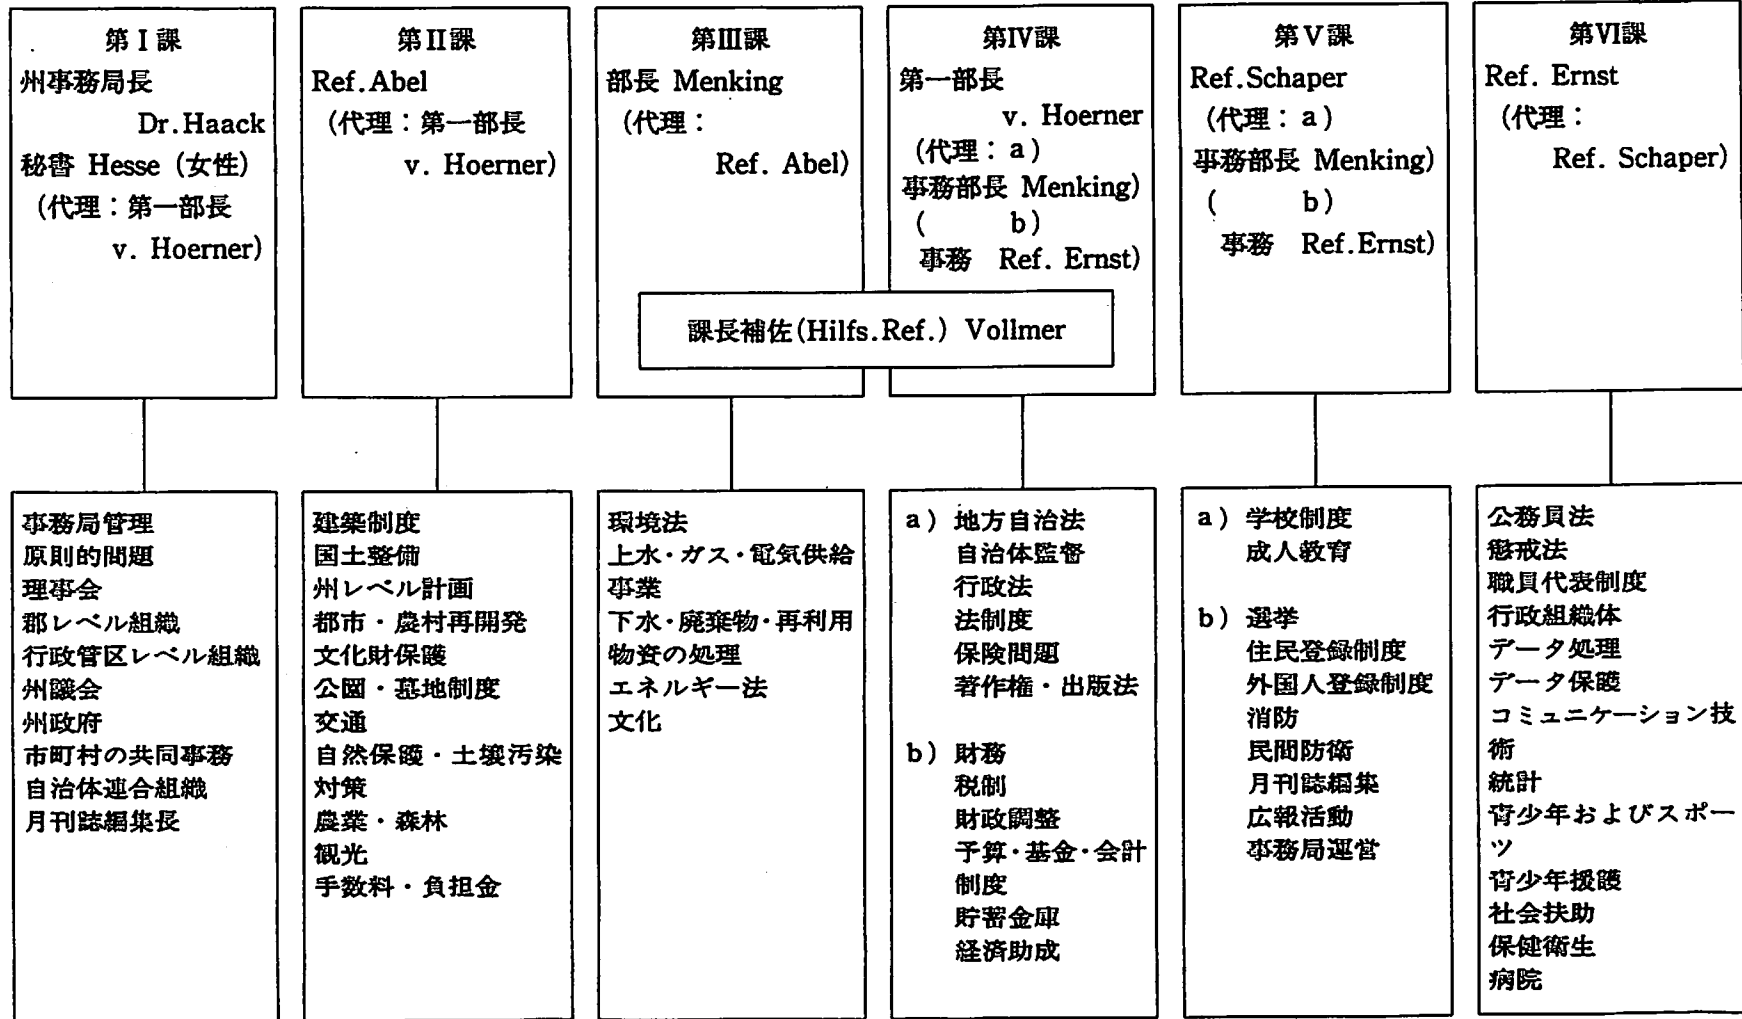 第Ⅰ課
州事務局長
Dr.Haack
秘書 Hesse (女性)
(代理：第一部長
v. Hoerner)
第II課
Ref.Abel
(代理：第一部長
v. Hoerner)
第Ⅲ課
部長 Menking
(代理：
Ref. Abel)
第Ⅳ課
第一部長
v. Hoerner
(代理：a)
事務部長 Menking)
(　　b)
事務　Ref. Ernst)
第Ⅴ課
Ref.Schaper
(代理：a)
事務部長 Menking)
(　　b)
事務　Ref.Ernst)
第Ⅵ課
Ref. Ernst
(代理：
Ref. Schaper)
課長補佐(Hilfs.Ref.) Vollmer
事務局管理
原則的問題
理事会
郡レベル組織
行政管区レベル組織
州議会
州政府
市町村の共同事務
自治体連合組織
月刊誌編集長
建築制度
国土整備
州レベル計画
都市・農村再開発
文化財保護
公園・墓地制度
交通
自然保護・土壌汚染
対策
農業・森林
観光
手数料・負担金
環境法
上水・ガス・電気供給
事業
下水・廃棄物・再利用
物資の処理
エネルギー法
文化
a) 地方自治法
自治体監督
行政法
法制度
保険問題
著作権・出版法
b) 財務
税制
財政調整
予算・基金・会計
制度
貯蓄金庫
経済助成
a) 学校制度
成人教育
b) 選挙
住民登録制度
外国人登録制度
消防
民間防衛
月刊誌編集
広報活動
事務局運営
公務員法
懲戒法
職員代表制度
行政組織体
データ処理
データ保護
コミュニケーション技
術
統計
青少年およびスポー
ツ
青少年援護
社会扶助
保健衛生
病院